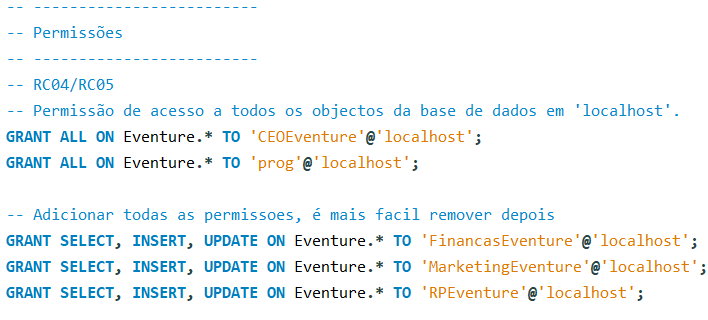 -- -------------------------
-- Permissões
-- -------------------------
-- RC04/RC05
-- Permissão de acesso a todos os objectos da base de dados em 'localhost'.
GRANT ALL ON Eventure.* TO 'CEOEventure'@'localhost';
GRANT ALL ON Eventure.* TO 'prog'@'localhost';
-- Adicionar todas as permissoes, é mais facil remover depois
GRANT SELECT, INSERT, UPDATE ON Eventure.* TO 'FinancasEventure'@'localhost';
GRANT SELECT, INSERT, UPDATE ON Eventure.* TO 'MarketingEventure'@'localhost';
GRANT SELECT, INSERT, UPDATE ON Eventure.* TO 'RPEventure'@'localhost';